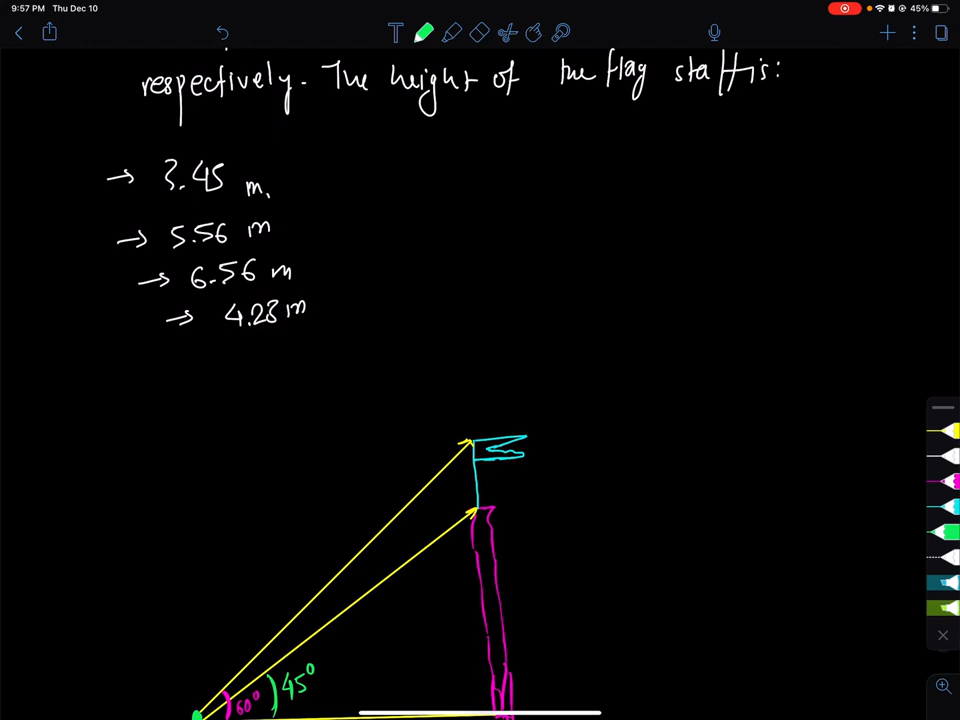 9:57 PM Thu Dec 10
45%
T
respectively. The height of the flag staff is:
→ 3.45 m.
→ 5.56 m
→ 6.56 m
→ 4.23 m
45°
60°